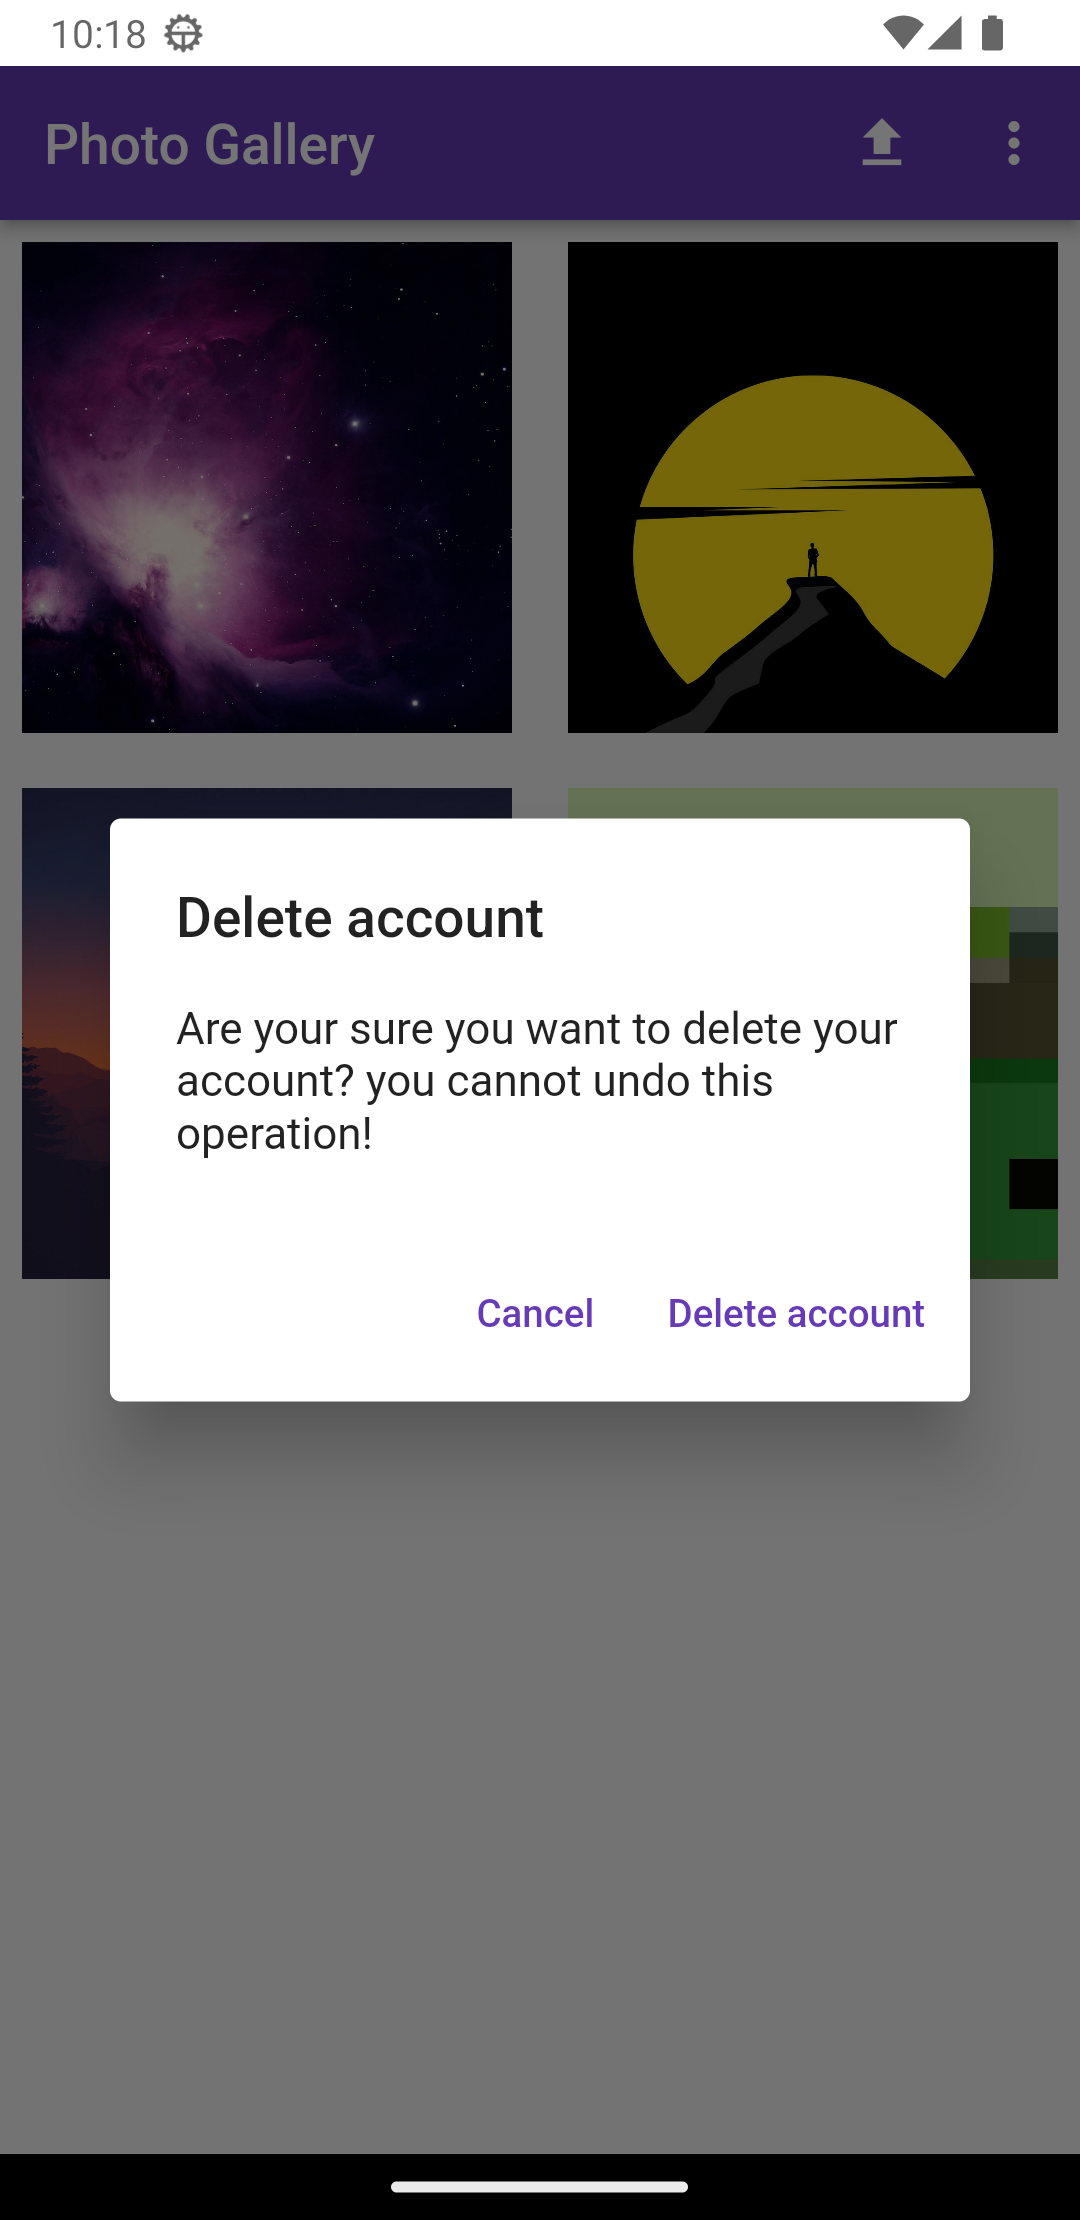 10:18
Photo Gallery
Delete account
Are your sure you want to delete your
account? you cannot undo this
operation!
Cancel Delete account